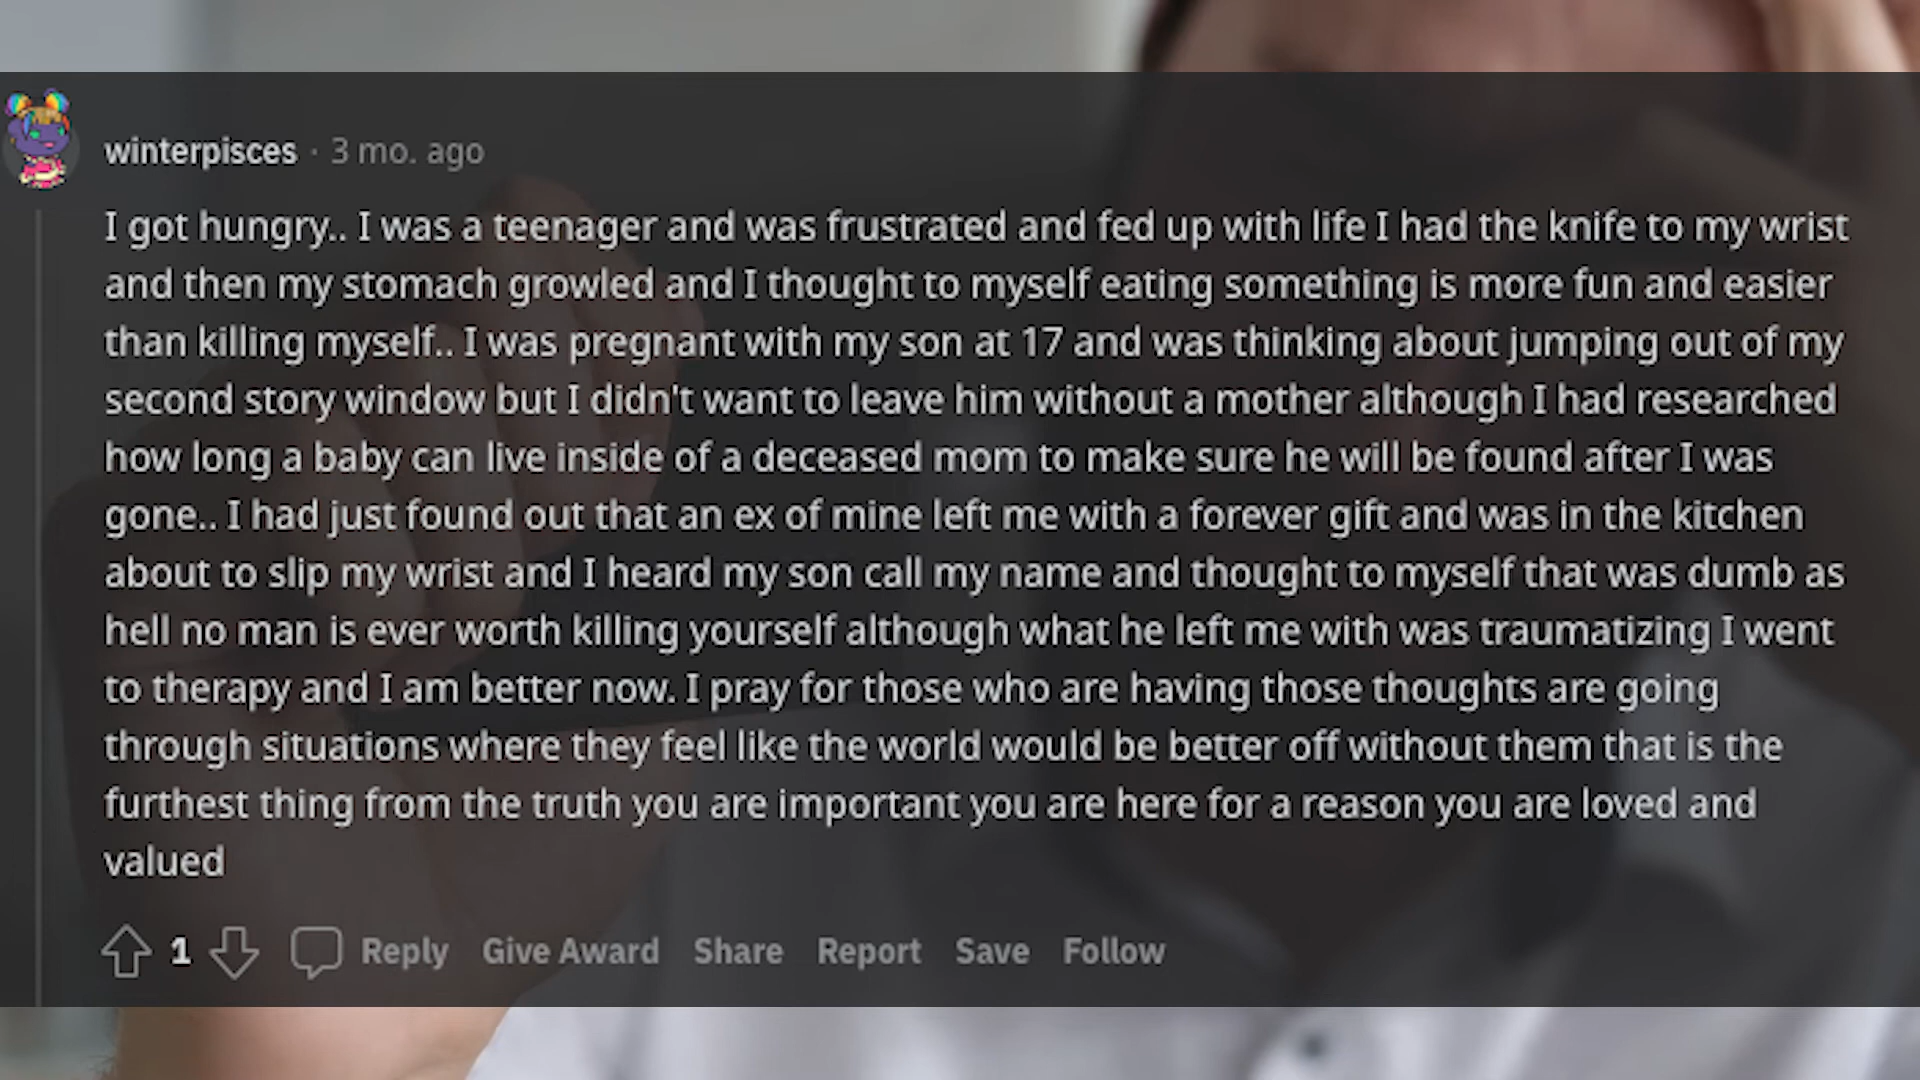 winterpisces · 3 mo. ago
I got hungry.. I was a teenager and was frustrated and fed up with life I had the knife to my wrist
and then my stomach growled and I thought to myself eating something is more fun and easier
than killing myself.. I was pregnant with my son at 17 and was thinking about jumping out of my
second story window but I didn't want to leave him without a mother although I had researched
how long a baby can live inside of a deceased mom to make sure he will be found after I was
gone.. I had just found out that an ex of mine left me with a forever gift and was in the kitchen
about to slip my wrist and I heard my son call my name and thought to myself that was dumb as
hell no man is ever worth killing yourself although what he left me with was traumatizing I went
to therapy and I am better now. I pray for those who are having those thoughts are going
through situations where they feel like the world would be better off without them that is the
furthest thing from the truth you are important you are here for a reason you are loved and
valued
1 Reply Give Award Share Report Save Follow